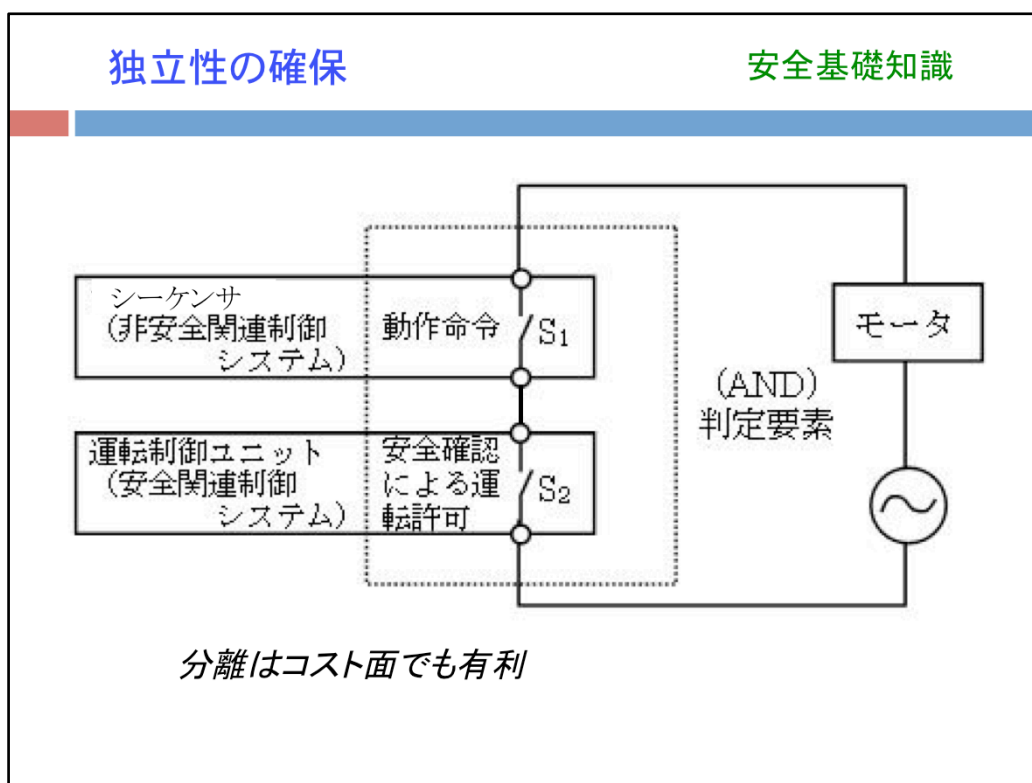 独立性の確保
安全基礎知識
シーケンサ
(非安全関連制御
システム)
動作命令
S₁
モータ
(AND)
判定要素
運転制御ユニット
(安全関連制御
システム)
安全確認
による運
転許可
S₂
分離はコスト面でも有利